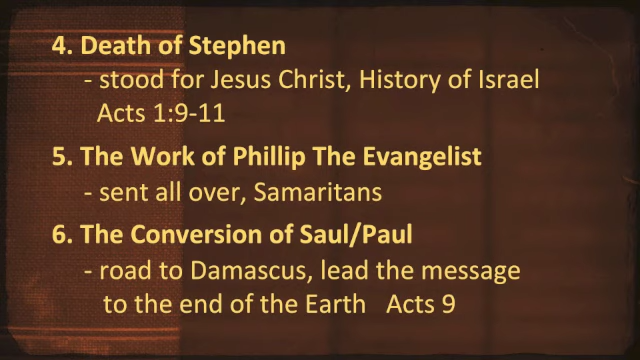 4. Death of Stephen
- stood for Jesus Christ, History of Israel
Acts 1:9-11
5. The Work of Phillip The Evangelist
- sent all over, Samaritans
6. The Conversion of Saul/Paul
- road to Damascus, lead the message
to the end of the Earth Acts 9